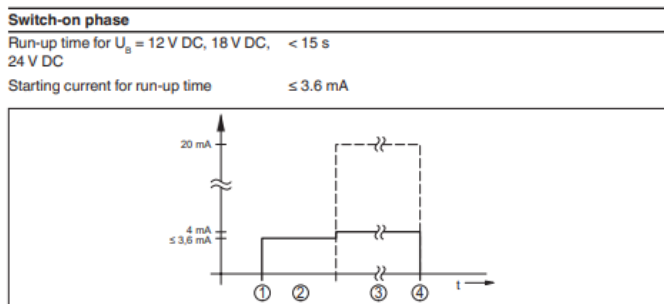 Switch-on phase
Run-up time for U_B = 12 V DC, 18 V DC, < 15 s
24 V DC
Starting current for run-up time ≤ 3.6 mA
20 mA
4 mA
≤ 3,6 mA
① ② ③ ④ t